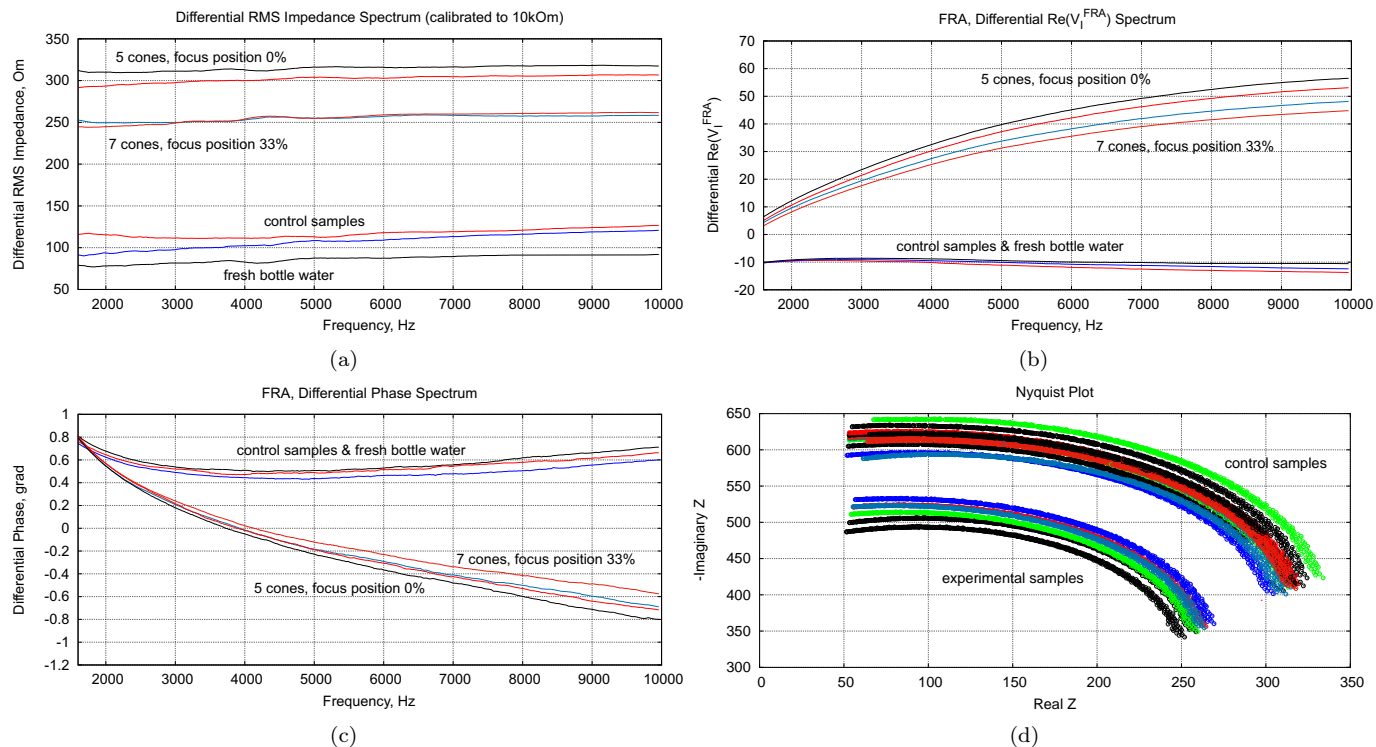 Differential RMS Impedance Spectrum (calibrated to 10kOm)
350
300
250
200
150
100
50
2000 3000 4000 5000 6000 7000 8000 9000 10000
Differential RMS Impedance, Om
Frequency, Hz
5 cones, focus position 0%
7 cones, focus position 33%
control samples
fresh bottle water
(a)
FRA, Differential Re(V_I^FRA) Spectrum
70
60
50
40
30
20
10
0
-10
-20
2000 3000 4000 5000 6000 7000 8000 9000 10000
Differential Re(V_I^FRA)
Frequency, Hz
5 cones, focus position 0%
7 cones, focus position 33%
control samples & fresh bottle water
(b)
FRA, Differential Phase Spectrum
1
0.8
0.6
0.4
0.2
0
-0.2
-0.4
-0.6
-0.8
-1
-1.2
2000 3000 4000 5000 6000 7000 8000 9000 10000
Differential Phase, grad
Frequency, Hz
control samples & fresh bottle water
7 cones, focus position 33%
5 cones, focus position 0%
(c)
Nyquist Plot
650
600
550
500
450
400
350
300
0 50 100 150 200 250 300 350
-Imaginary Z
Real Z
control samples
experimental samples
(d)